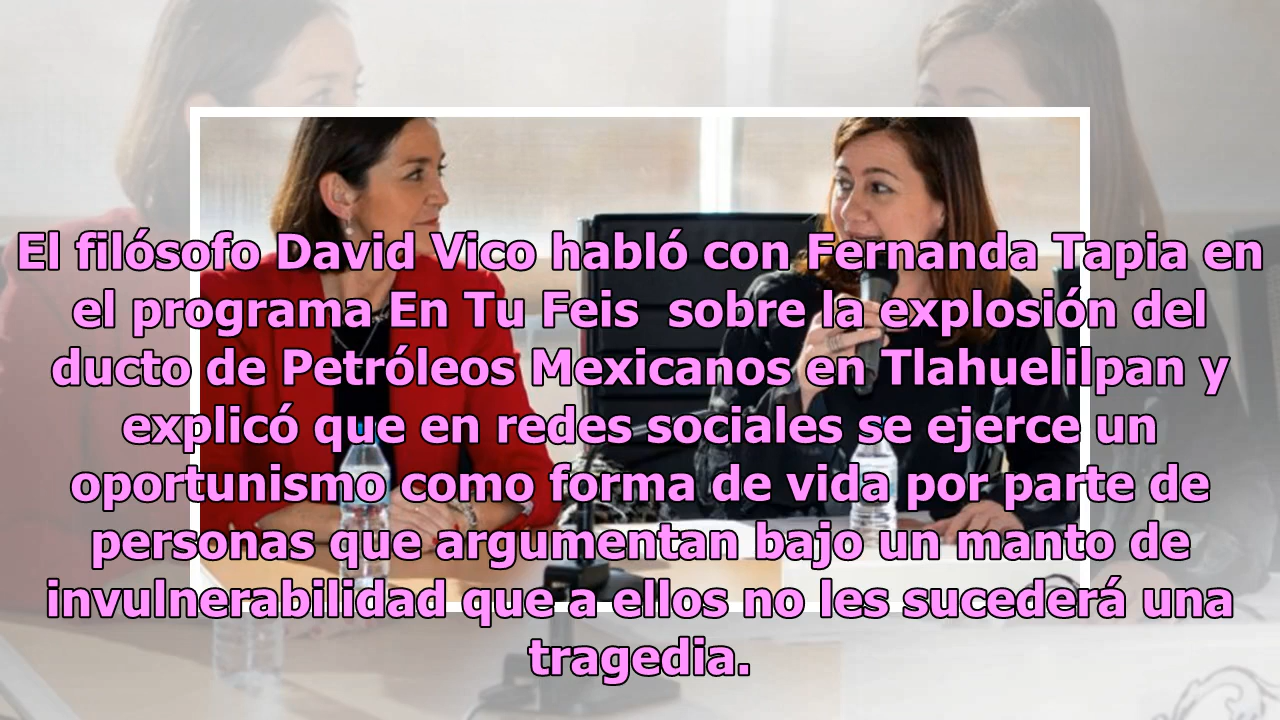 El filósofo David Vico habló con Fernanda Tapia en
el programa En Tu Feis  sobre la explosión del
ducto de Petróleos Mexicanos en Tlahuelilpan y
explicó que en redes sociales se ejerce un
oportunismo como forma de vida por parte de
personas que argumentan bajo un manto de
invulnerabilidad que a ellos no les sucederá una
tragedia.